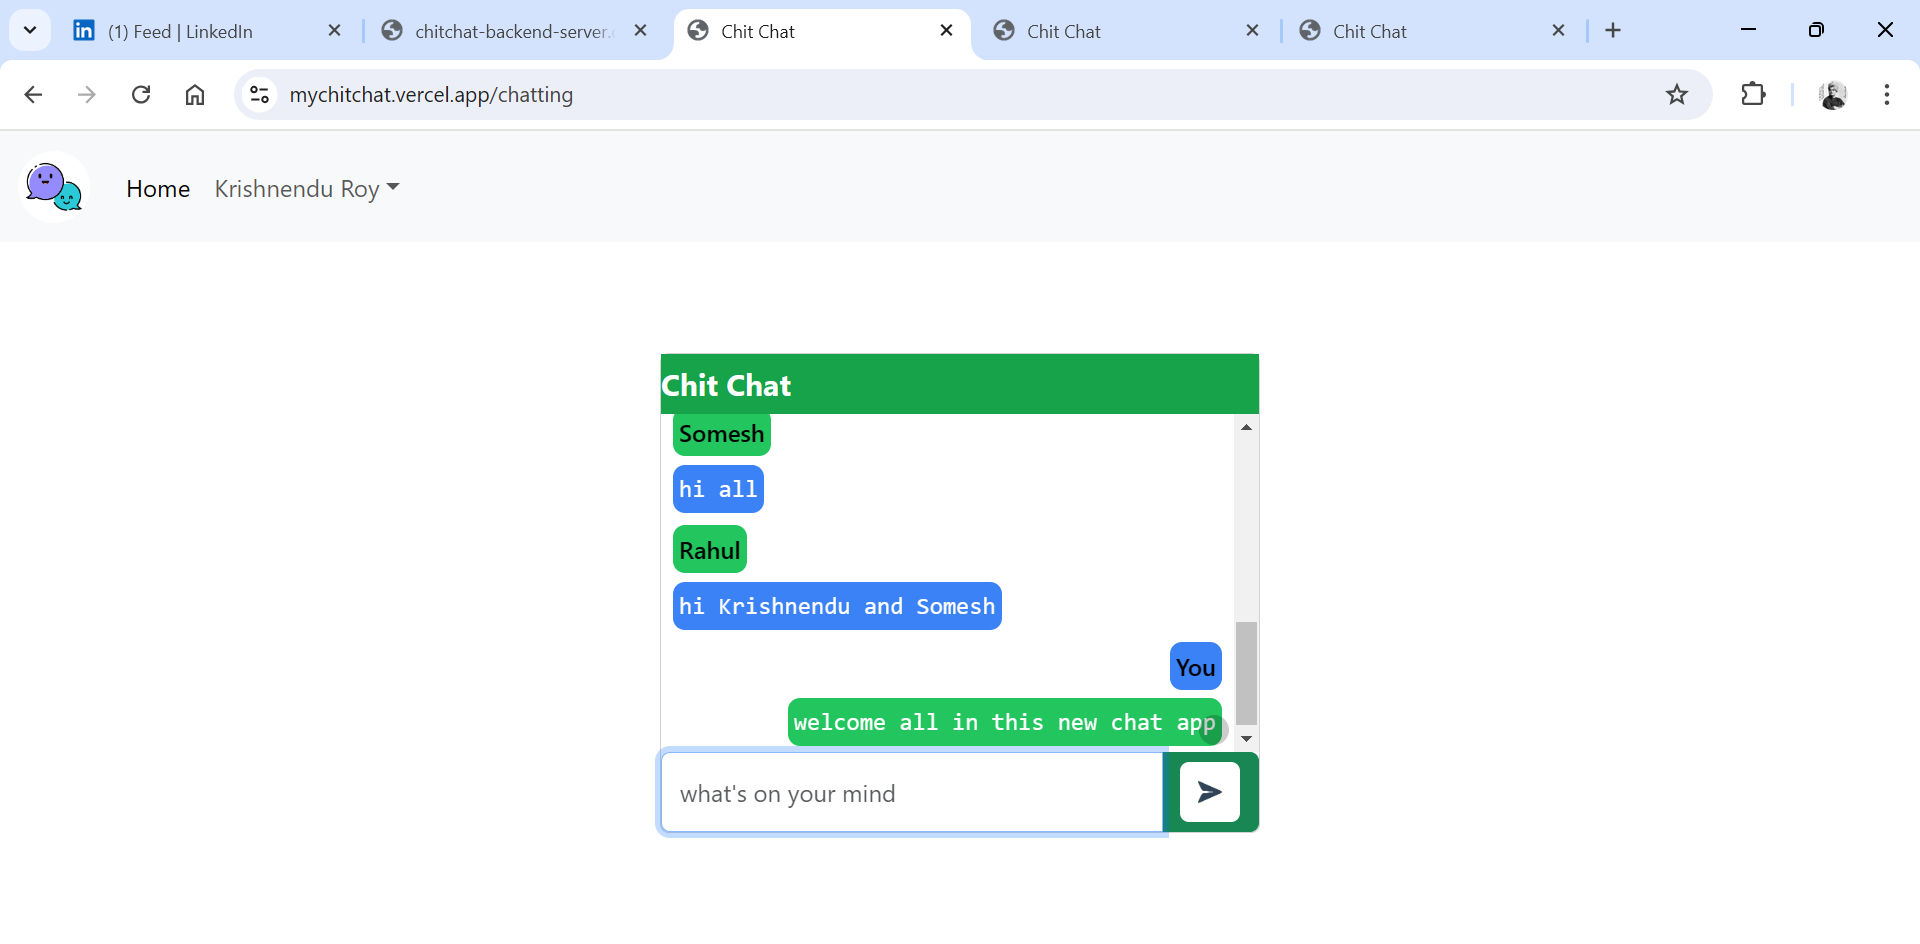 (1) Feed | LinkedIn
chitchat-backend-server.
Chit Chat
Chit Chat
Chit Chat
mychitchat.vercel.app/chatting
Home
Krishnendu Roy
Chit Chat
Somesh
hi all
Rahul
hi Krishnendu and Somesh
You
welcome all in this new chat app
what's on your mind